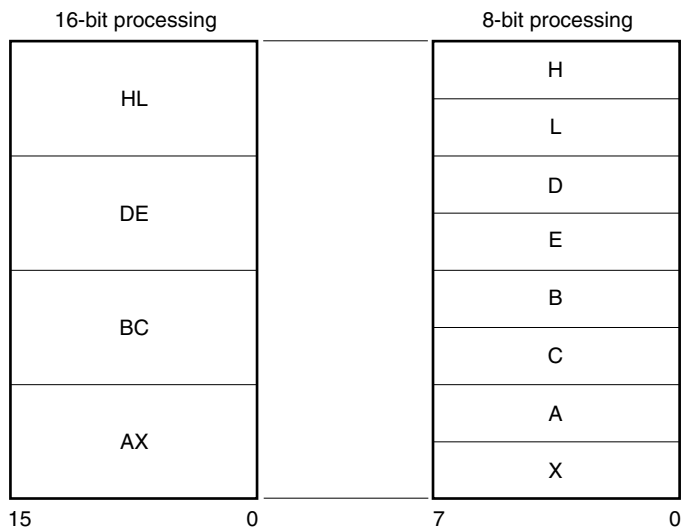 16-bit processing 8-bit processing
HL
DE
BC
AX
H
L
D
E
B
C
A
X
15 0 7 0